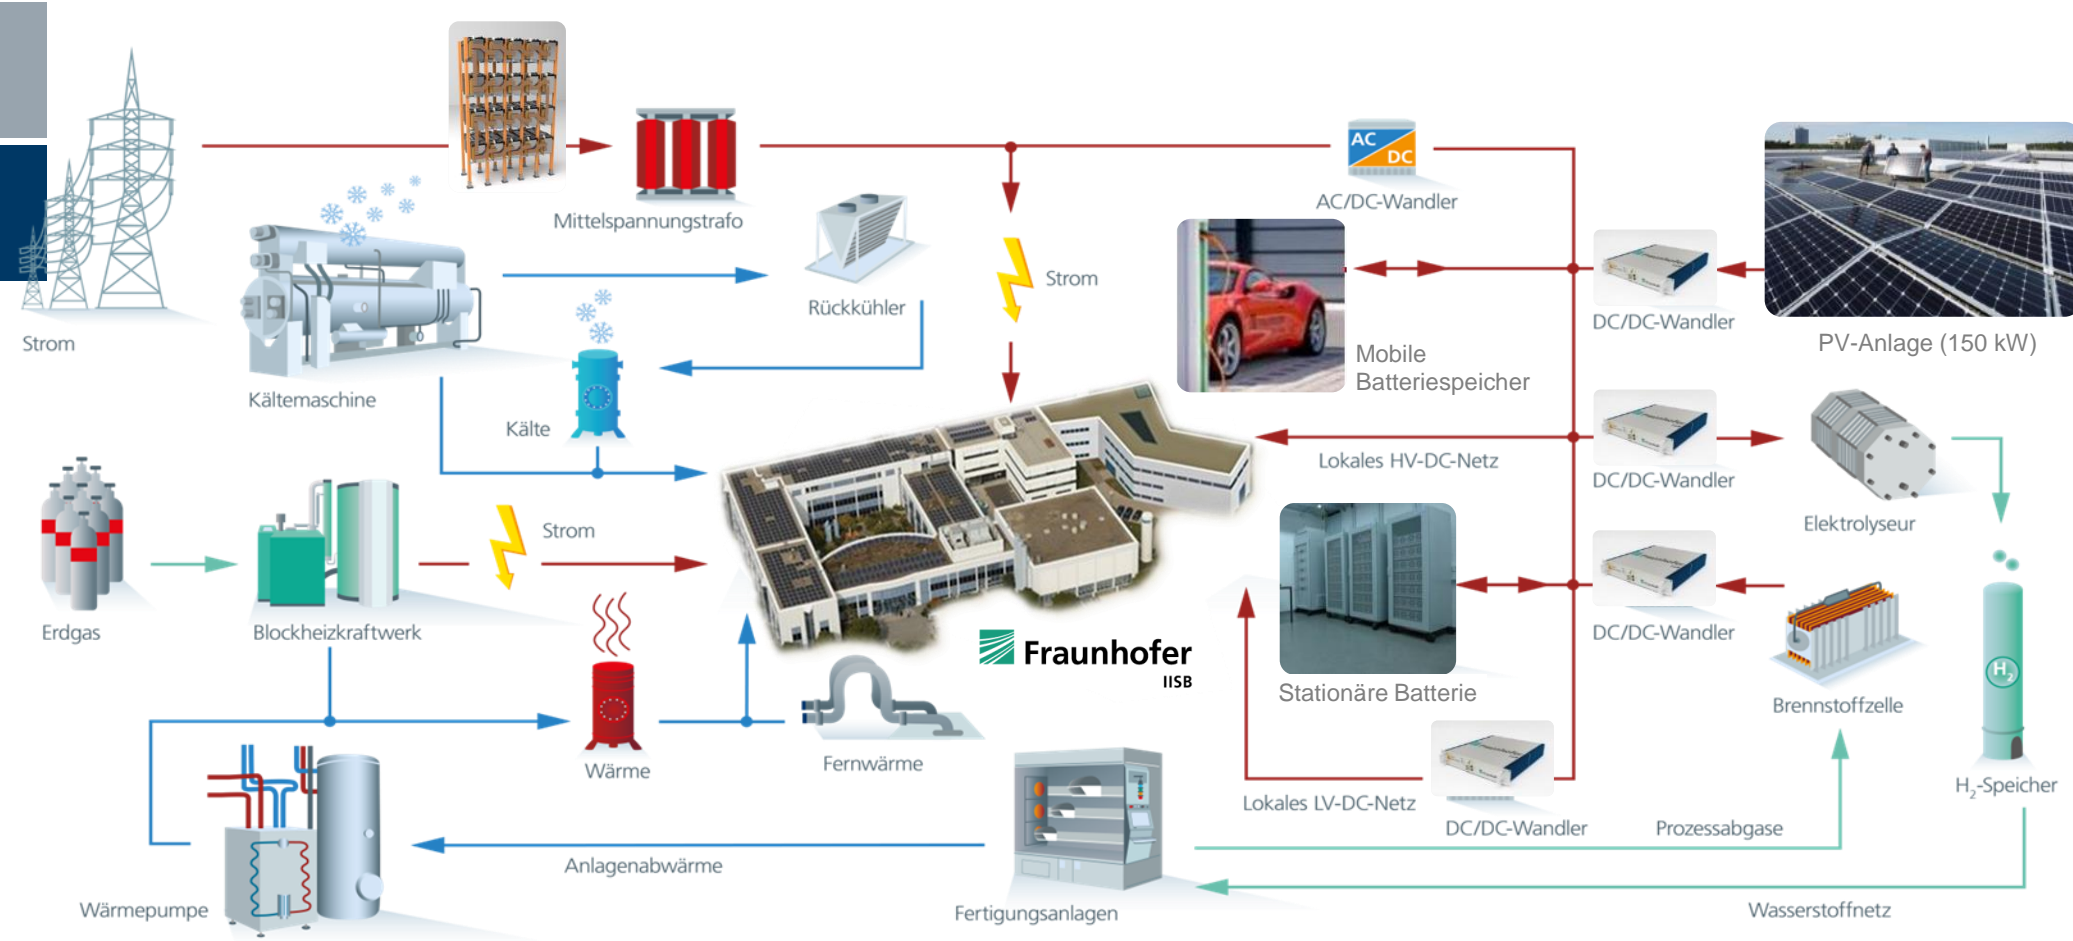 AC
DC
Mittelspannungstrafo
AC/DC-Wandler
Strom
Rückkühler
DC/DC-Wandler
PV-Anlage (150 kW)
Strom
Mobile
Batteriespeicher
Kältemaschine
Kälte
Lokales HV-DC-Netz
DC/DC-Wandler
Elektrolyseur
Strom
Erdgas
Blockheizkraftwerk
DC/DC-Wandler
Fraunhofer
IISB
H2
Stationäre Batterie
Brennstoffzelle
Wärme
Fernwärme
H2-Speicher
Lokales LV-DC-Netz
Fraunhofer
DC/DC-Wandler
Prozessabgase
Anlagenabwärme
Wärmepumpe
Fertigungsanlagen
Wasserstoffnetz